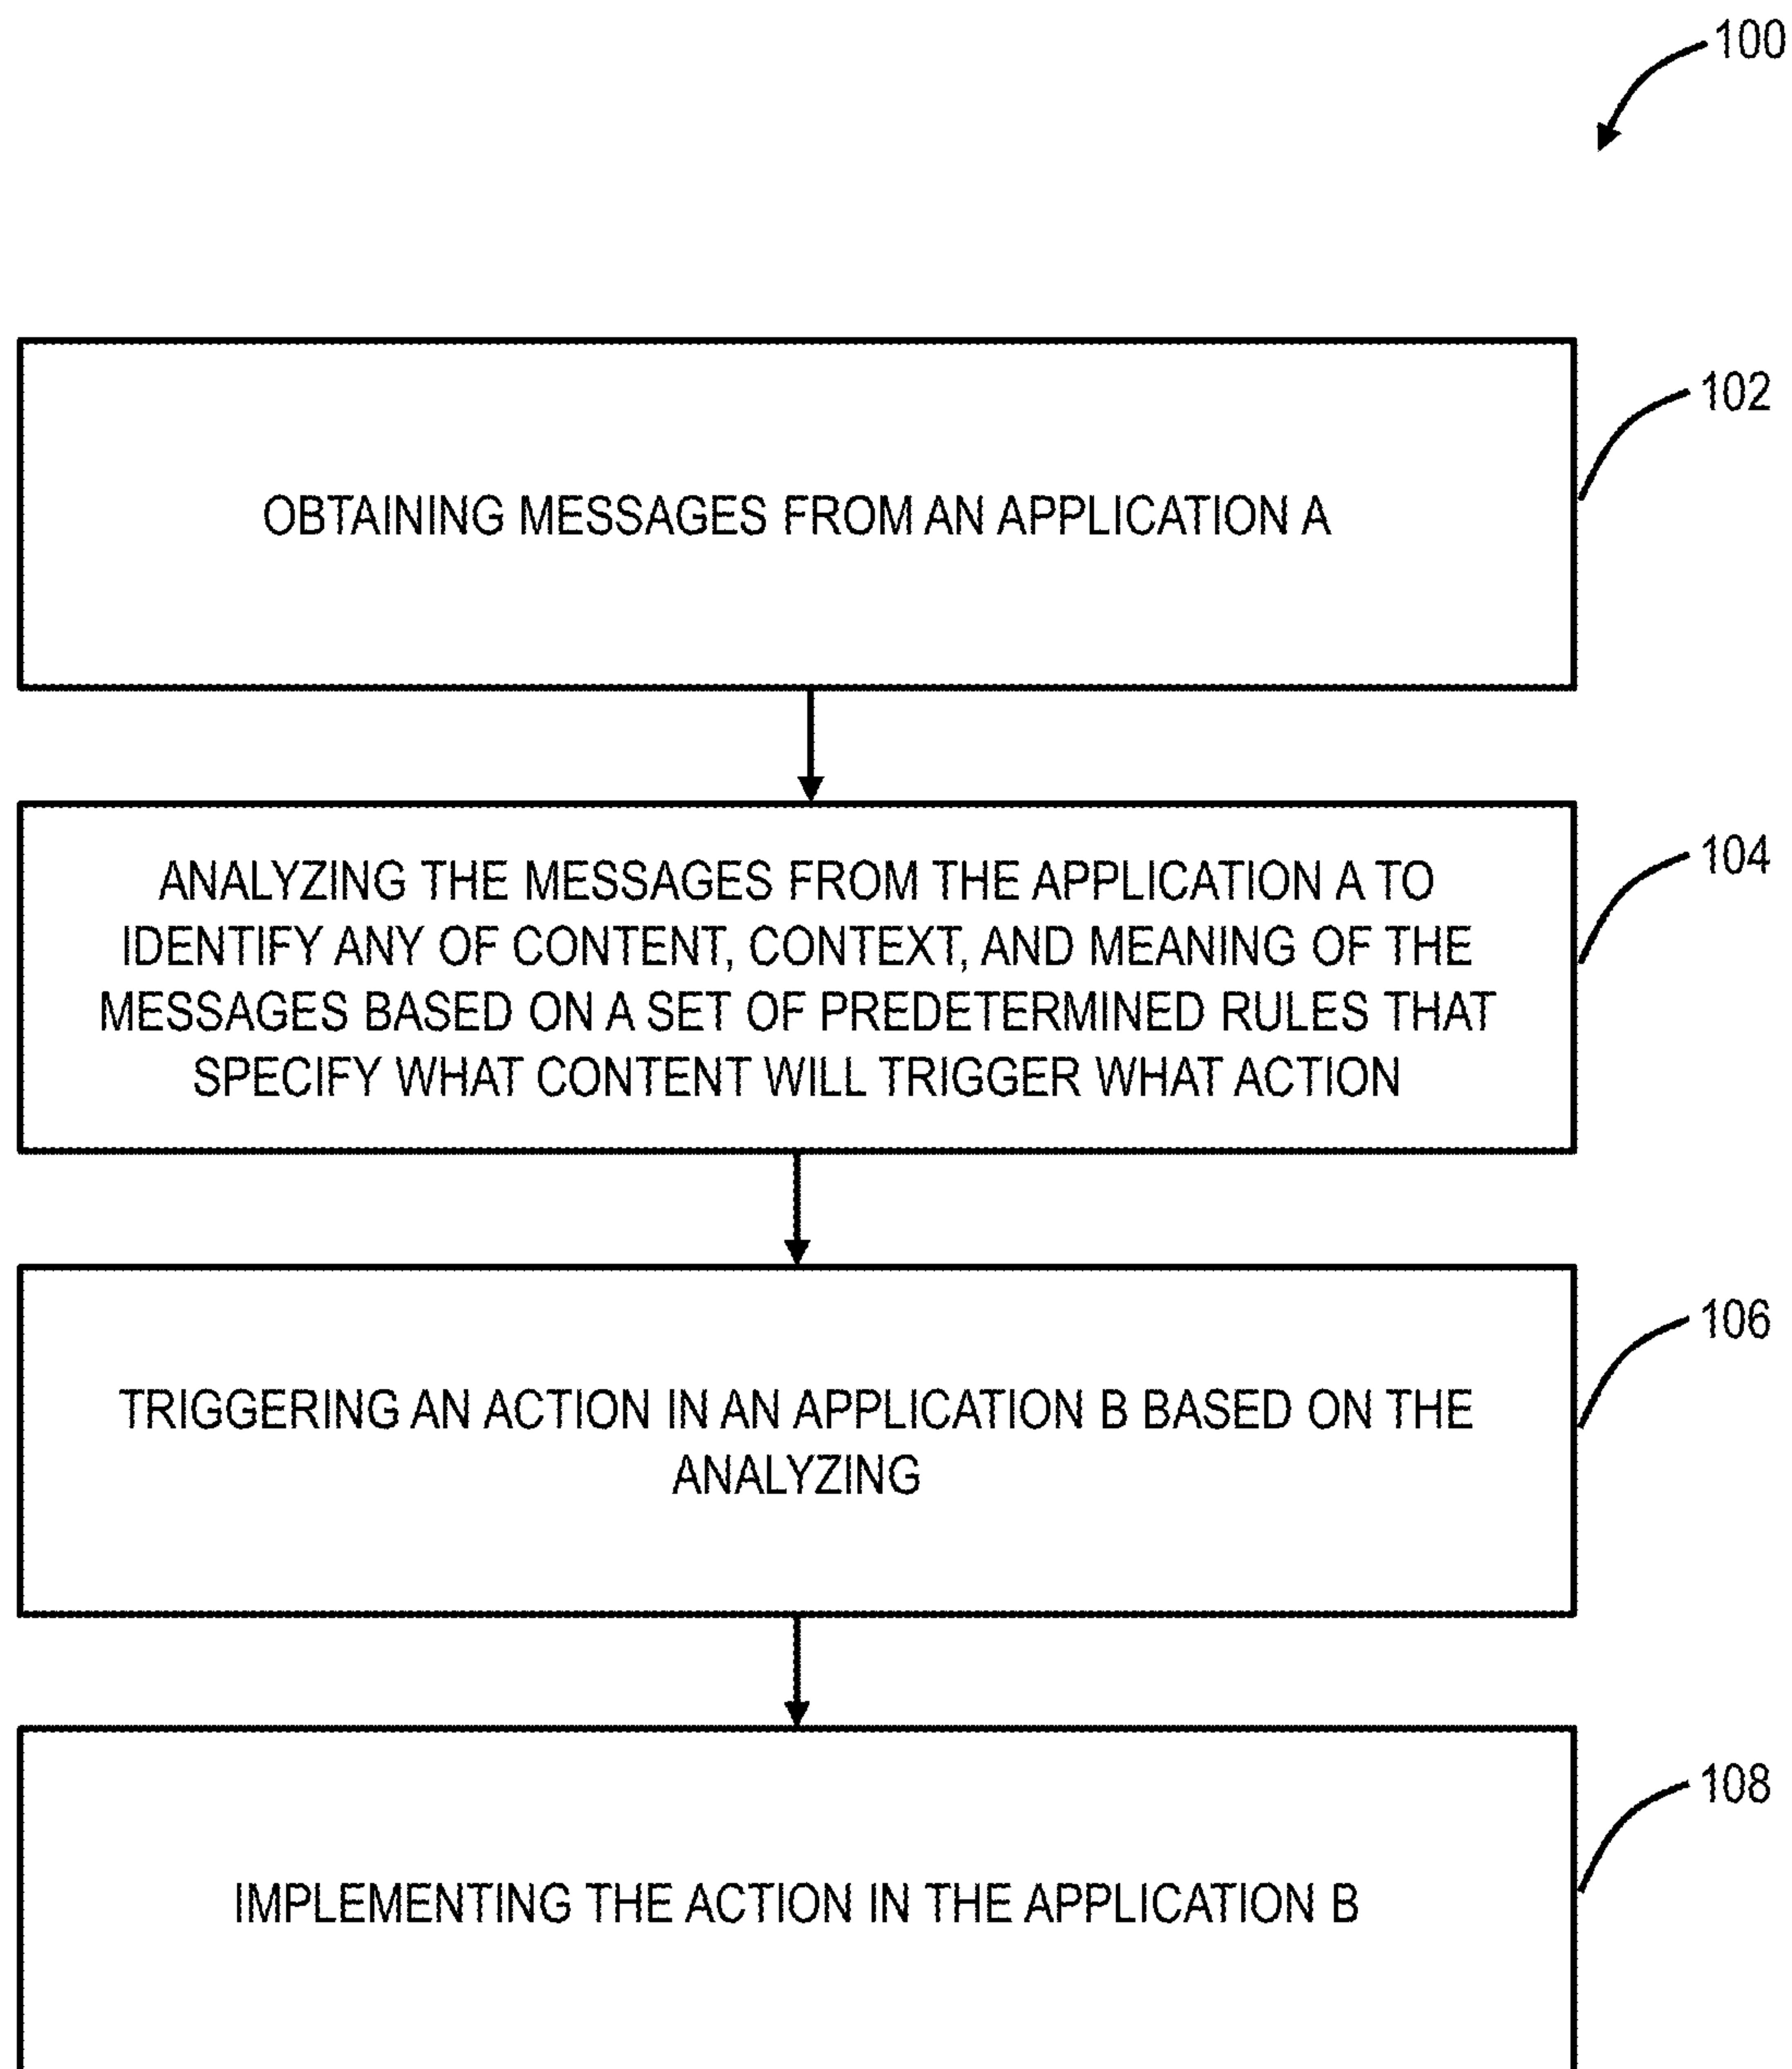 100
102
OBTAINING MESSAGES FROM AN APPLICATION A
104
ANALYZING THE MESSAGES FROM THE APPLICATION A TO
IDENTIFY ANY OF CONTENT, CONTEXT, AND MEANING OF THE
MESSAGES BASED ON A SET OF PREDETERMINED RULES THAT
SPECIFY WHAT CONTENT WILL TRIGGER WHAT ACTION
106
TRIGGERING AN ACTION IN AN APPLICATION B BASED ON THE
ANALYZING
108
IMPLEMENTING THE ACTION IN THE APPLICATION B